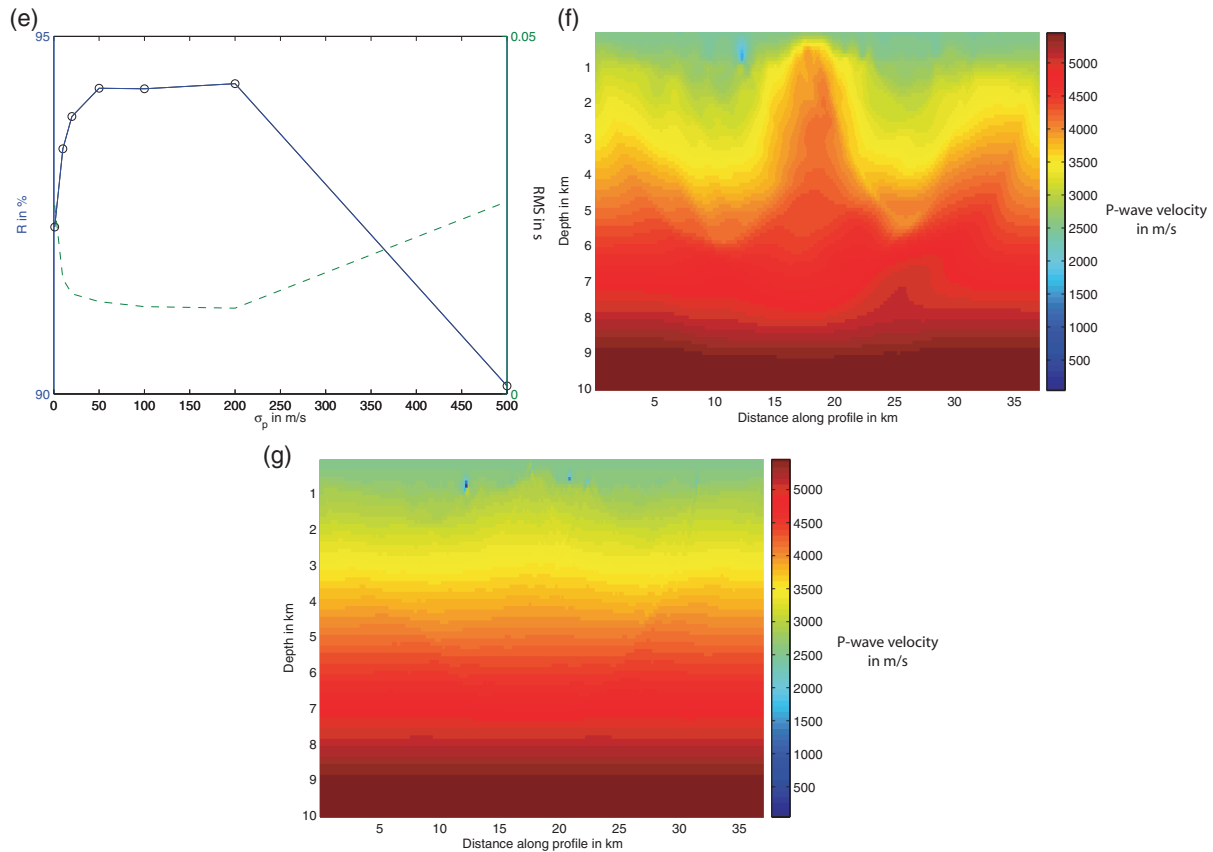 (e)
95
0.05
R in %
RMS in s
90
0
0 50 100 150 200 250 300 350 400 450 500
σp in m/s
(f)
1
2
3
4
5
6
7
8
9
10
Depth in km
5 10 15 20 25 30 35
Distance along profile in km
5000
4500
4000
3500
3000
2500
2000
1500
1000
500
P-wave velocity
in m/s
(g)
1
2
3
4
5
6
7
8
9
10
Depth in km
5 10 15 20 25 30 35
Distance along profile in km
5000
4500
4000
3500
3000
2500
2000
1500
1000
500
P-wave velocity
in m/s